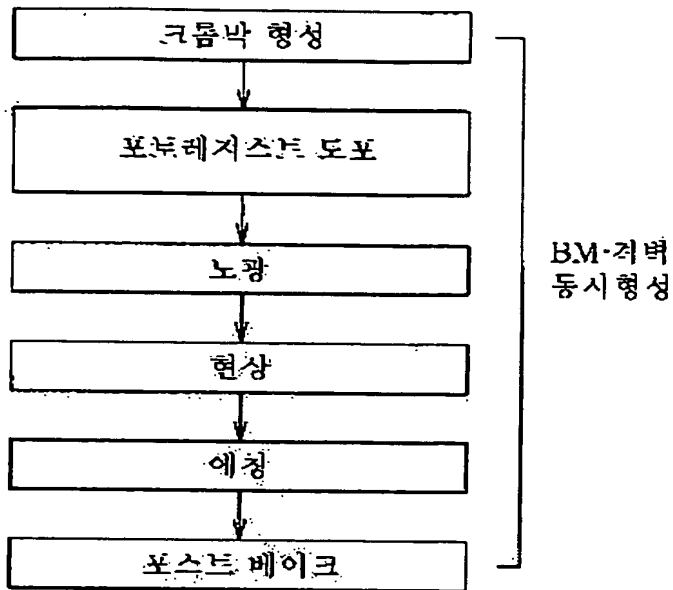 크롬막 형성
포토레지스트 도포
노광
현상
에칭
포스트 베이크
BM·격벽
동시형성